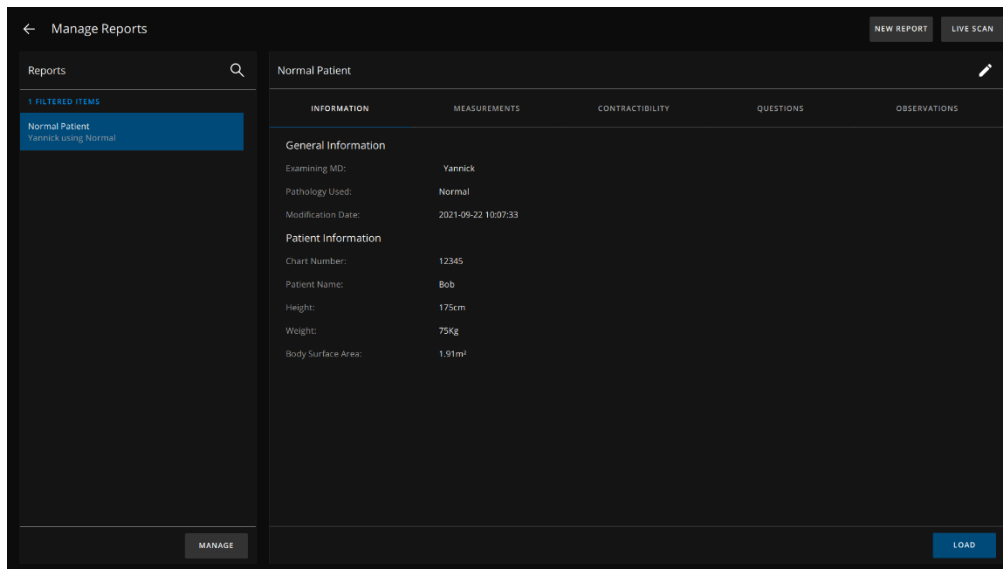 Manage Reports
NEW REPORT
LIVE SCAN
Reports
1 FILTERED ITEMS
Normal Patient
Yannick using Normal
MANAGE
Normal Patient
INFORMATION
MEASUREMENTS
CONTRACTIBILITY
QUESTIONS
OBSERVATIONS
General Information
Examining MD: Yannick
Pathology Used: Normal
Modification Date: 2021-09-22 10:07:33
Patient Information
Chart Number: 12345
Patient Name: Bob
Height: 175cm
Weight: 75Kg
Body Surface Area: 1.91m²
LOAD